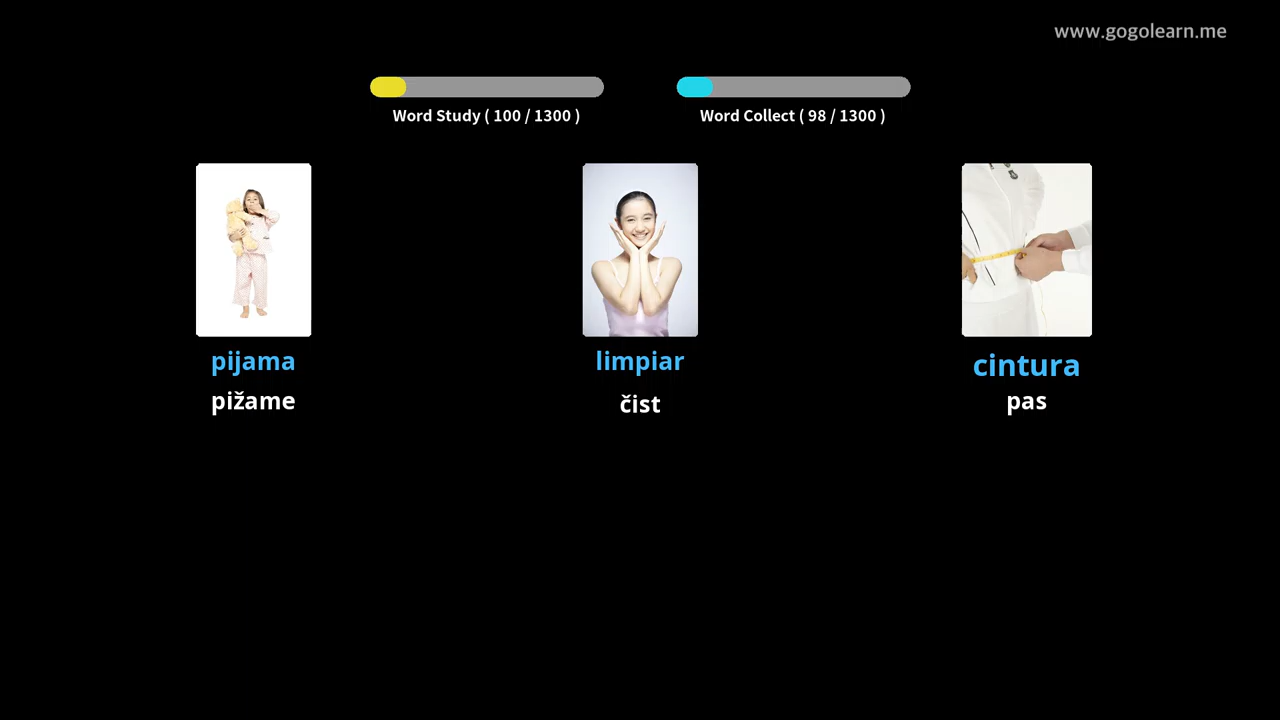 www.gogolearn.me
Word Study ( 100 / 1300 )
Word Collect ( 98 / 1300 )
pijama
pižame
limpiar
čist
cintura
pas